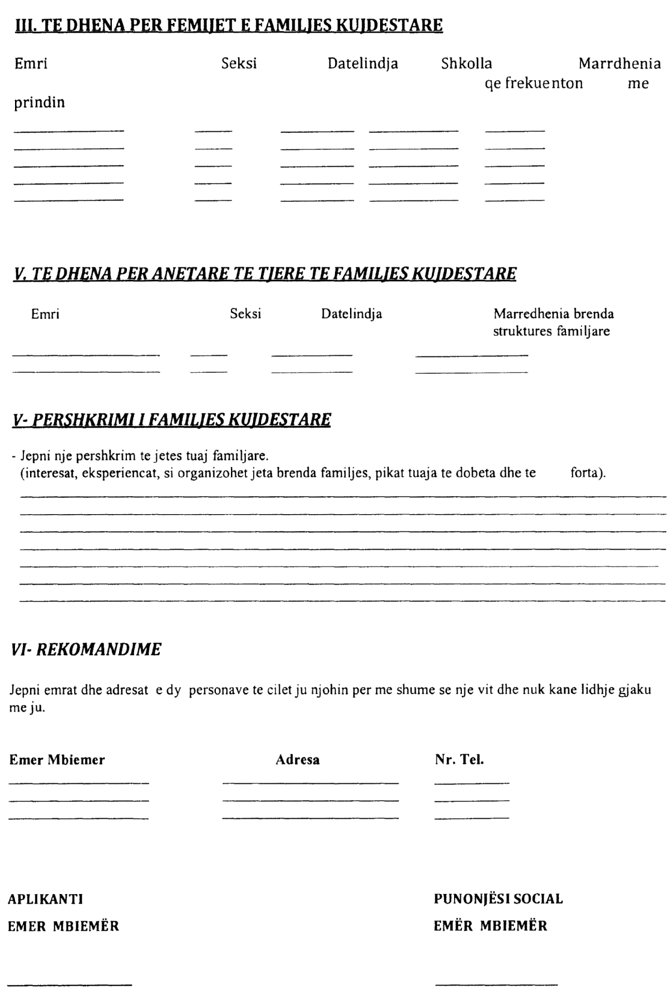 III. TE DHENA PER FEMIJET E FAMILJES KUJDESTARE
Emri Seksi Datelindja Shkolla Marrdhenia
qe frekuenton me
prindin
V. TE DHENA PER ANETARE TE TJERE TE FAMILJES KUJDESTARE
Emri Seksi Datelindja Marredhenia brenda
struktures familjare
V- PERSHKRIMI I FAMILJES KUJDESTARE
- Jepni nje pershkrim te jetes tuaj familjare.
(interesat, eksperiencat, si organizohet jeta brenda familjes, pikat tuaja te dobeta dhe te forta).
VI- REKOMANDIME
Jepni emrat dhe adresat e dy personave te cilet ju njohin per me shume se nje vit dhe nuk kane lidhje gjaku
me ju.
Emer Mbiemer Adresa Nr. Tel.
APLIKANTI PUNONJËSI SOCIAL
EMER MBIEMËR EMËR MBIEMËR